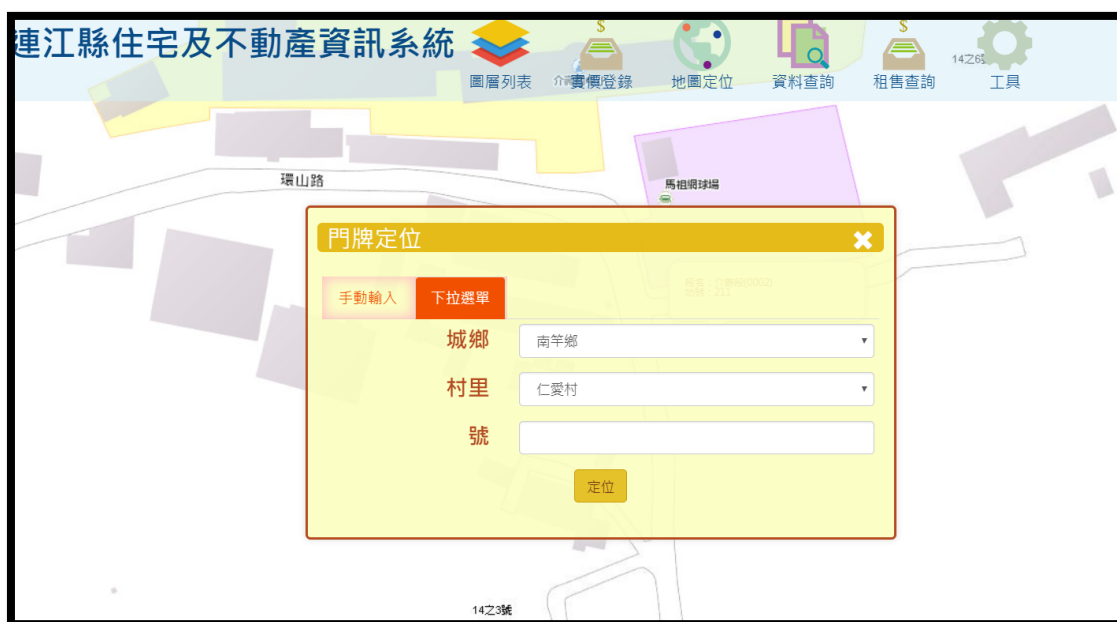 連江縣住宅及不動產資訊系統
圖層列表
實價登錄
地圖定位
資料查詢
租售查詢
工具
環山路
馬祖網球場
門牌定位
手動輸入
下拉選單
城鄉
南竿鄉
村里
仁愛村
號
定位
14之3號